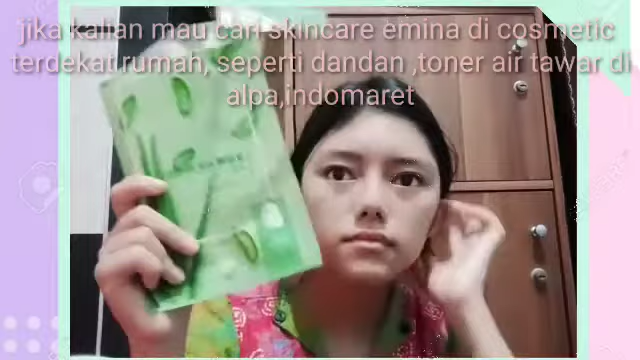 jika kalian mau cari skincare emina di cosmetic
terdekat rumah, seperti dandan ,toner air tawar di
alpa,indomaret